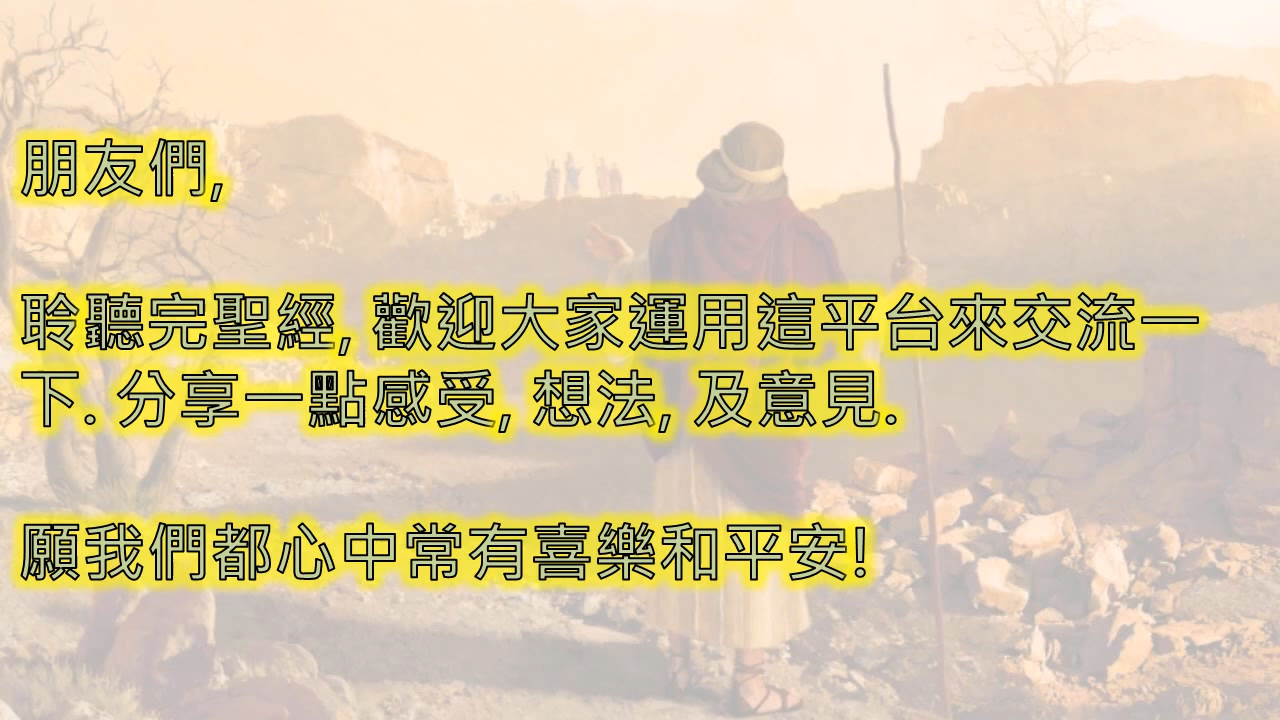 朋友們,
聆聽完聖經, 歡迎大家運用這平台來交流一
下. 分享一點感受, 想法, 及意見.
願我們都心中常有喜樂和平安!